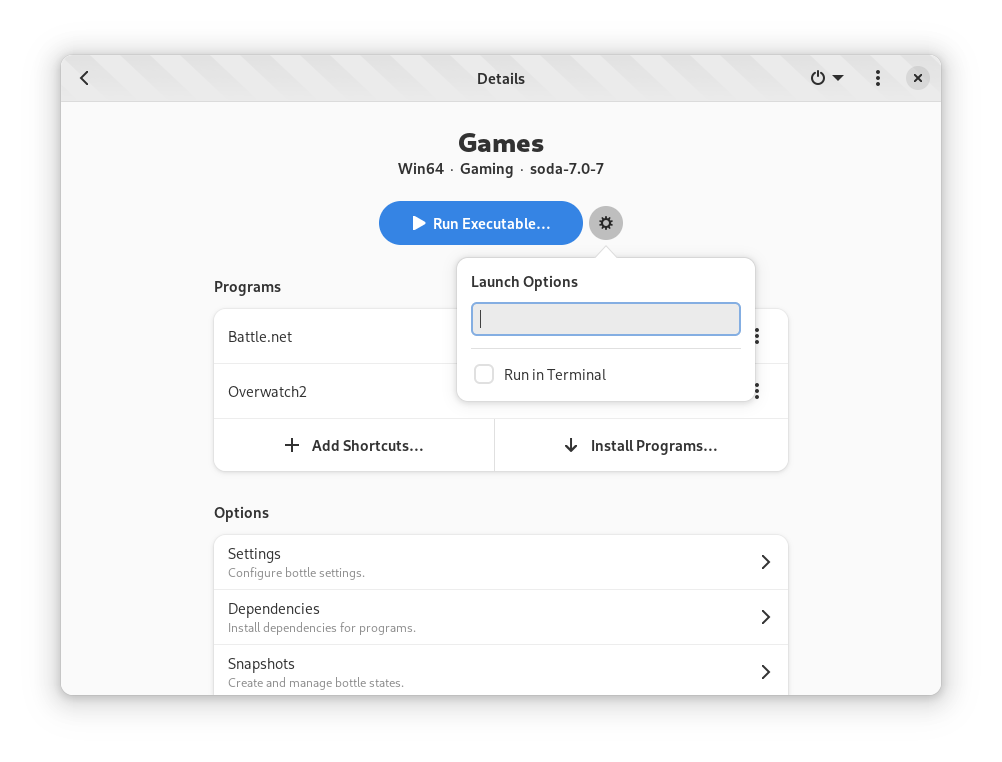 Details
Games
Win64 · Gaming · soda-7.0-7
Run Executable...
Launch Options
Run in Terminal
Programs
Battle.net
Overwatch2
Add Shortcuts...
Install Programs...
Options
Settings
Configure bottle settings.
Dependencies
Install dependencies for programs.
Snapshots
Create and manage bottle states.